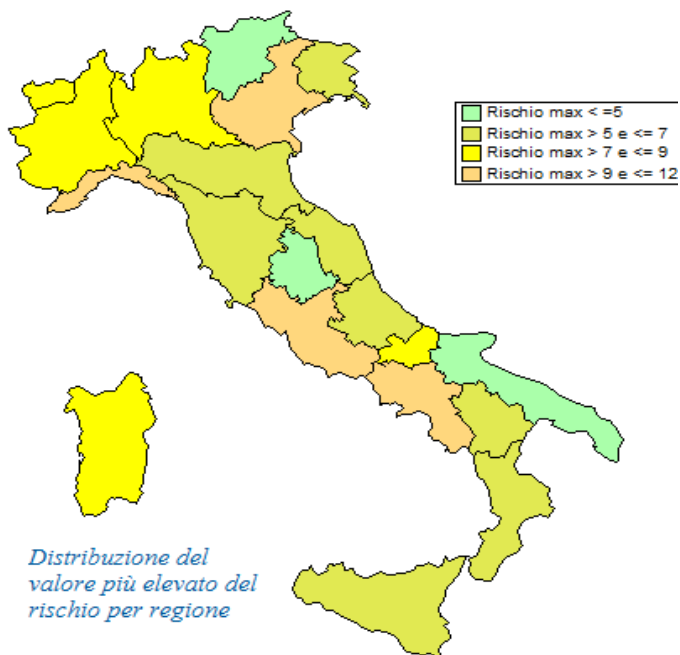 Rischio max < =5
Rischio max > 5 e <= 7
Rischio max > 7 e <= 9
Rischio max > 9 e <= 12
Distribuzione del
valore più elevato del
rischio per regione